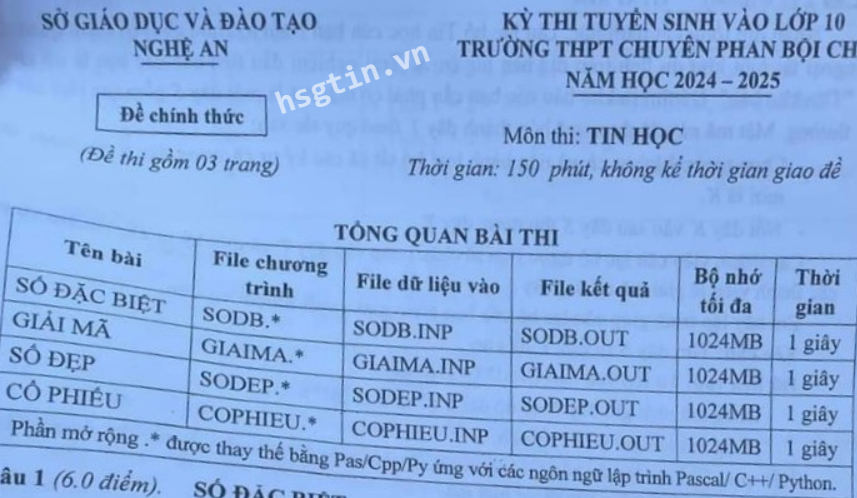 SỞ GIÁO DỤC VÀ ĐÀO TẠO
NGHỆ AN
Đề chính thức
(Đề thi gồm 03 trang)
KỲ THI TUYỂN SINH VÀO LỚP 10
TRƯỜNG THPT CHUYÊN PHAN BỘI CH
NĂM HỌC 2024 – 2025
Môn thi: TIN HỌC
Thời gian: 150 phút, không kể thời gian giao đề
hsgtin.vn
TỔNG QUAN BÀI THI
Tên bài File chương trình File dữ liệu vào File kết quả Bộ nhớ tối đa Thời gian
SỐ ĐẶC BIỆT SODB.* SODB.INP SODB.OUT 1024MB 1 giây
GIẢI MÃ GIAIMA.* GIAIMA.INP GIAIMA.OUT 1024MB 1 giây
SỐ ĐẸP SODEP.* SODEP.INP SODEP.OUT 1024MB 1 giây
CỔ PHIẾU COPHIEU.* COPHIEU.INP COPHIEU.OUT 1024MB 1 giây
Phần mở rộng .* được thay thế bằng Pas/Cpp/Py ứng với các ngôn ngữ lập trình Pascal/ C++/ Python.
âu 1 (6.0 điểm). SỐ ĐẶC BIỆT